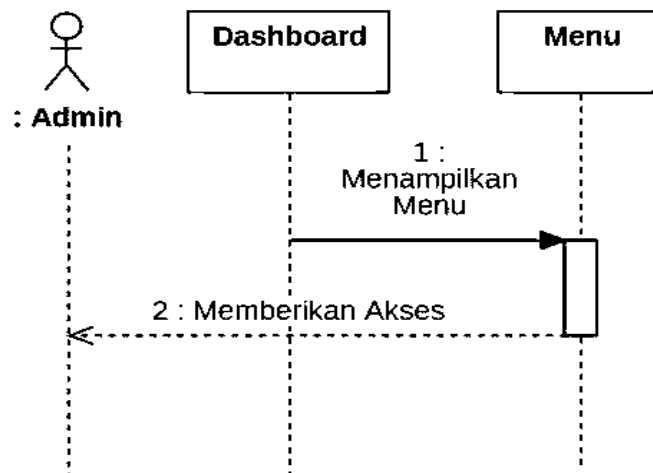 Dashboard
Menu
: Admin
1 :
Menampilkan
Menu
2 : Memberikan Akses